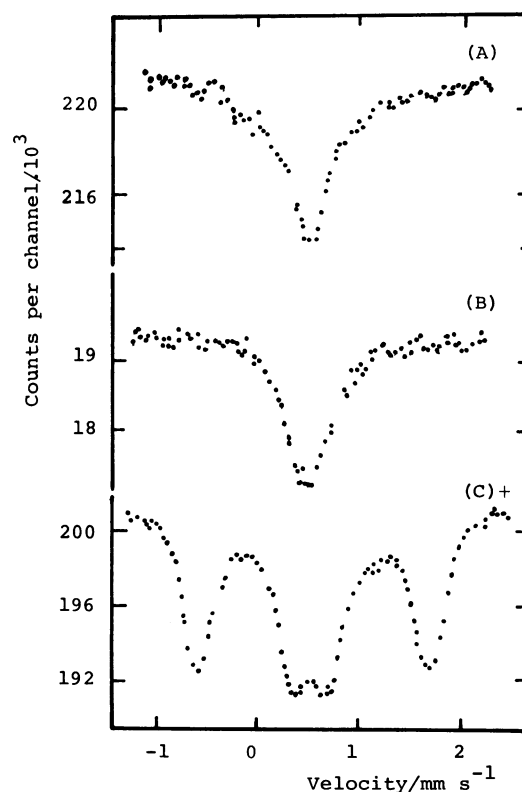 (A)
220
216
Counts per channel/10³
(B)
19
18
(C)+
200
196
192
-1 0 1 2
Velocity/mm s⁻¹